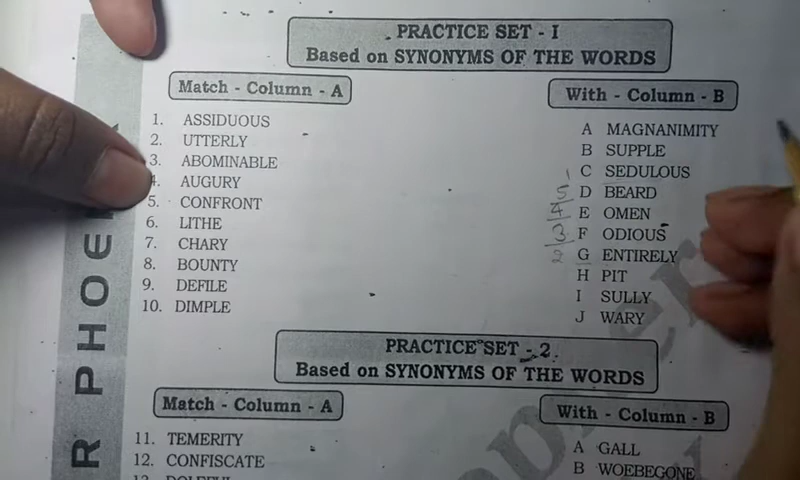 PRACTICE SET - I
Based on SYNONYMS OF THE WORDS
Match - Column - A
With - Column - B
1. ASSIDUOUS
2. UTTERLY
3. ABOMINABLE
4. AUGURY
5. CONFRONT
6. LITHE
7. CHARY
8. BOUNTY
9. DEFILE
10. DIMPLE
A MAGNANIMITY
B SUPPLE
C SEDULOUS
D BEARD
E OMEN
F ODIOUS
G ENTIRELY
H PIT
I SULLY
J WARY
PRACTICE SET - 2
Based on SYNONYMS OF THE WORDS
Match - Column - A
With - Column - B
11. TEMERITY
12. CONFISCATE
A GALL
B WOEBEGONE
R PHOE